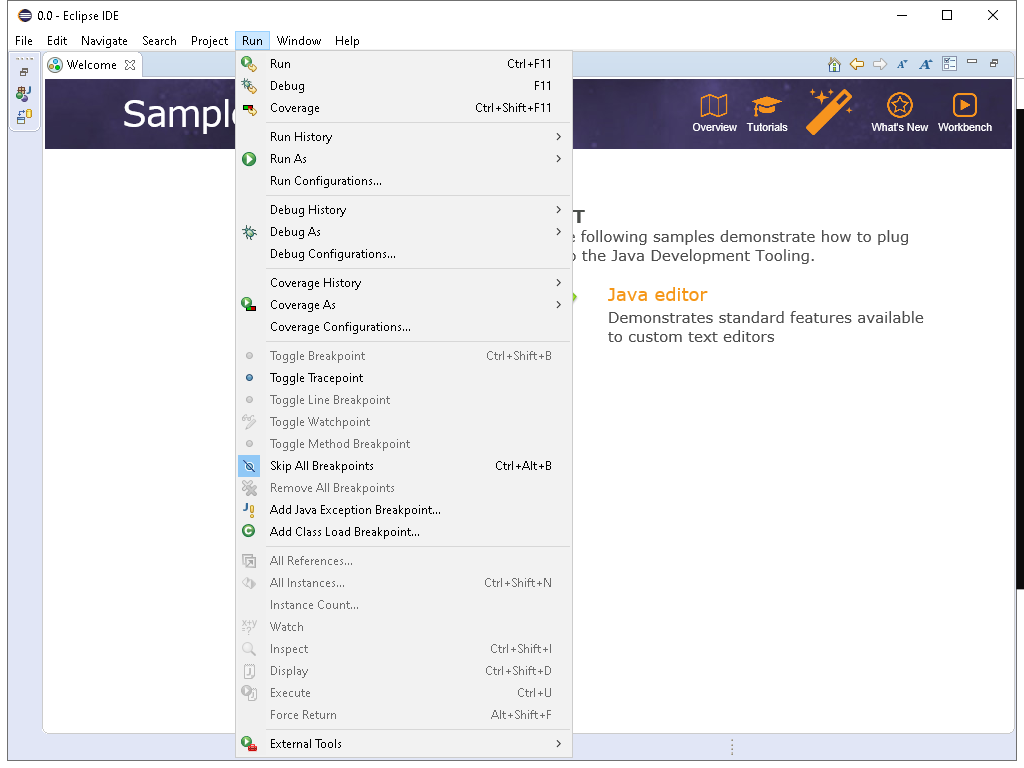 0.0 - Eclipse IDE
File Edit Navigate Search Project Run Window Help
Welcome
Overview Tutorials What's New Workbench
Run Ctrl+F11
Debug F11
Coverage Ctrl+Shift+F11
Run History
Run As
Run Configurations...
Debug History
Debug As
Debug Configurations...
Coverage History
Coverage As
Coverage Configurations...
Toggle Breakpoint Ctrl+Shift+B
Toggle Tracepoint
Toggle Line Breakpoint
Toggle Watchpoint
Toggle Method Breakpoint
Skip All Breakpoints Ctrl+Alt+B
Remove All Breakpoints
Add Java Exception Breakpoint...
Add Class Load Breakpoint...
All References...
All Instances... Ctrl+Shift+N
Instance Count...
Watch
Inspect Ctrl+Shift+I
Display Ctrl+Shift+D
Execute Ctrl+U
Force Return Alt+Shift+F
External Tools
T
following samples demonstrate how to plug
the Java Development Tooling.
Java editor
Demonstrates standard features available
to custom text editors